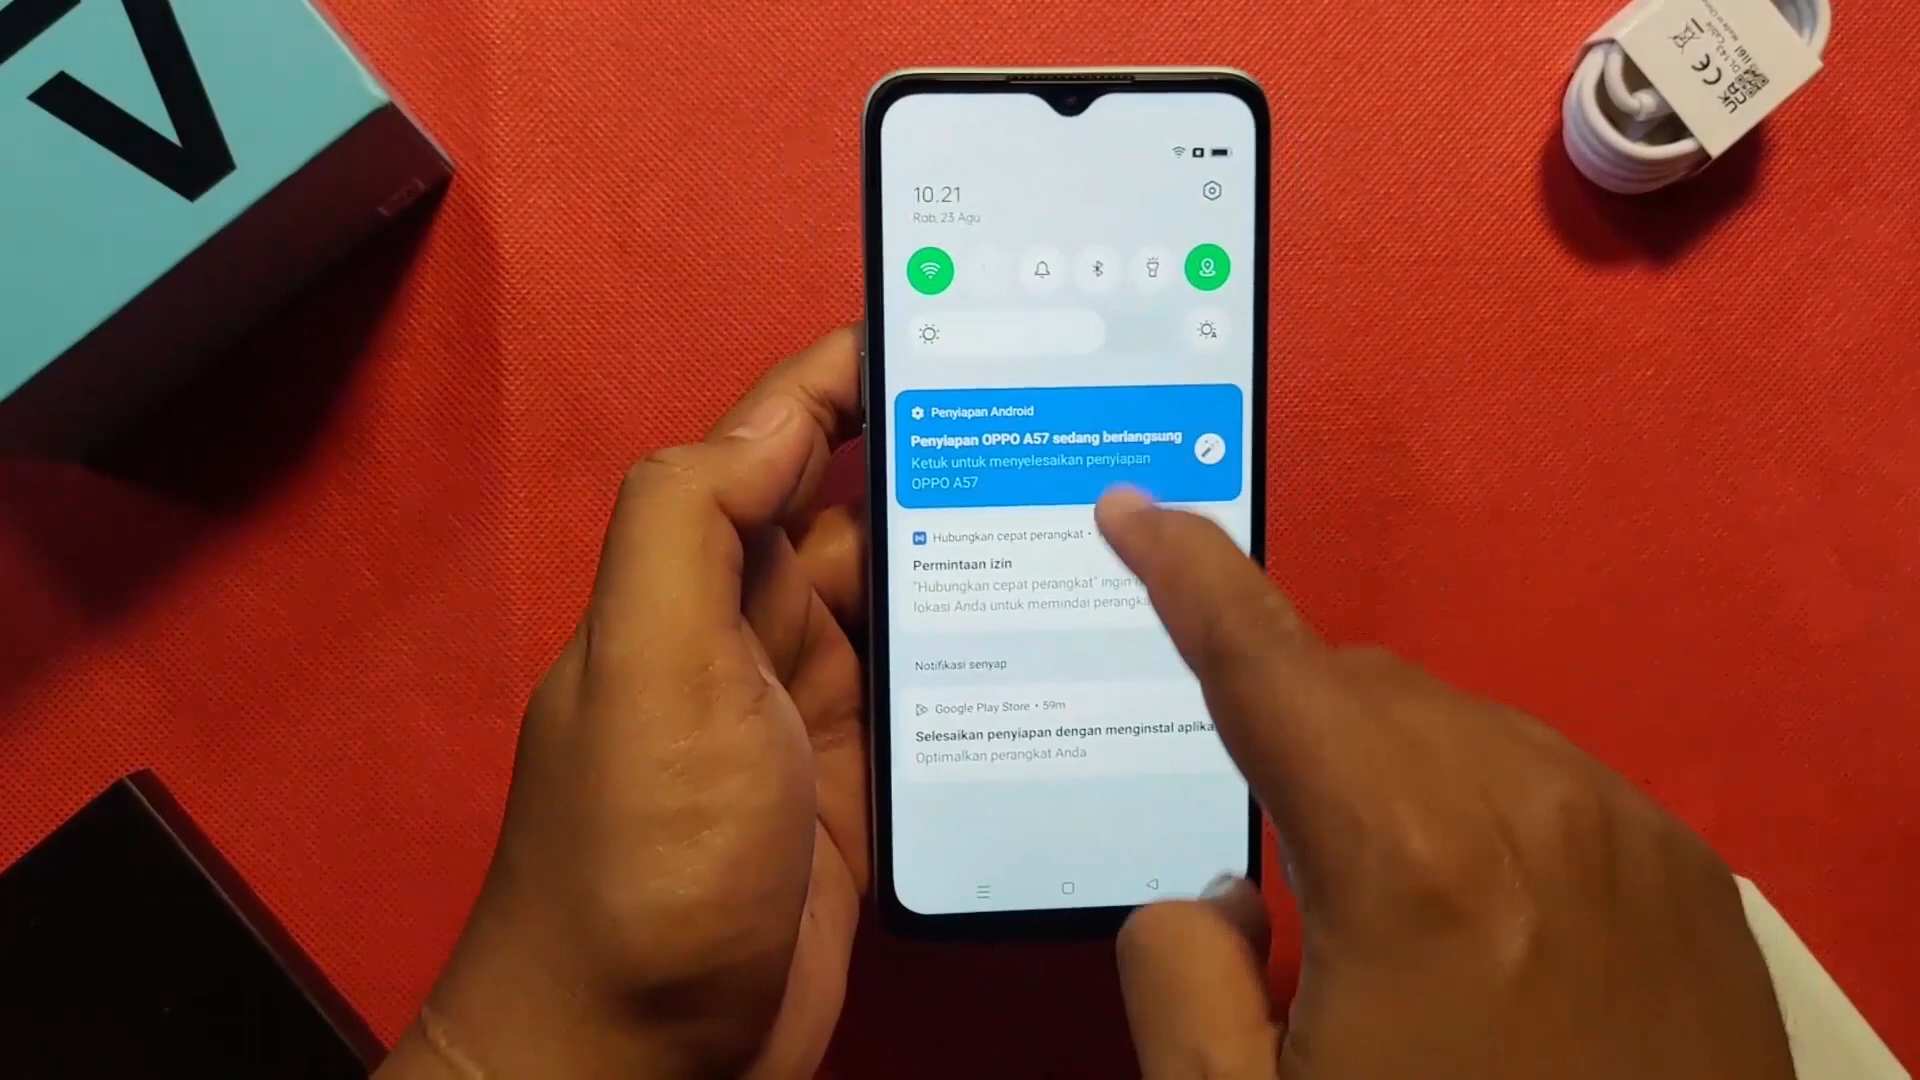 10.21
Rab, 23 Agu
Penyiapan Android
Penyiapan OPPO A57 sedang berlangsung
Ketuk untuk menyelesaikan penyiapan
OPPO A57
Hubungkan cepat perangkat •
Permintaan izin
"Hubungkan cepat perangkat" ingin
lokasi Anda untuk memindai
Notifikasi senyap
Google Play Store • 59m
Selesaikan penyiapan dengan menginstal
Optimalkan perangkat Anda